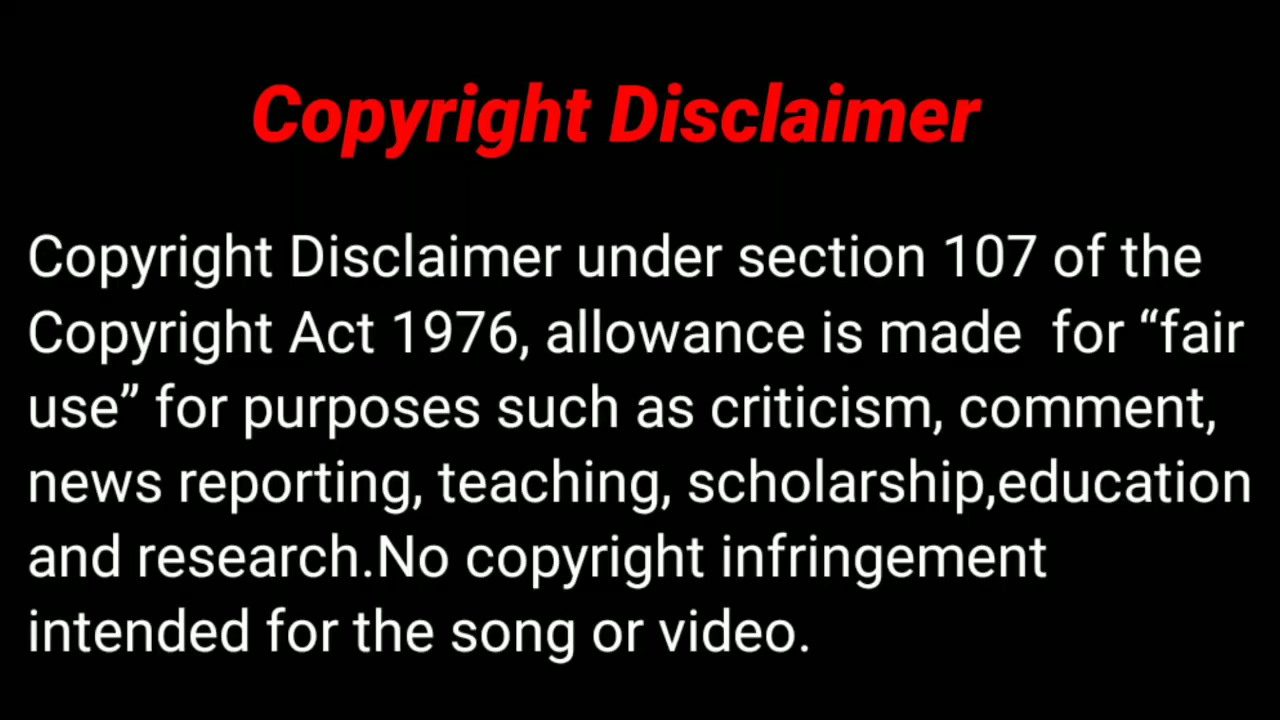 Copyright Disclaimer
Copyright Disclaimer under section 107 of the
Copyright Act 1976, allowance is made  for “fair
use” for purposes such as criticism, comment,
news reporting, teaching, scholarship,education
and research.No copyright infringement
intended for the song or video.